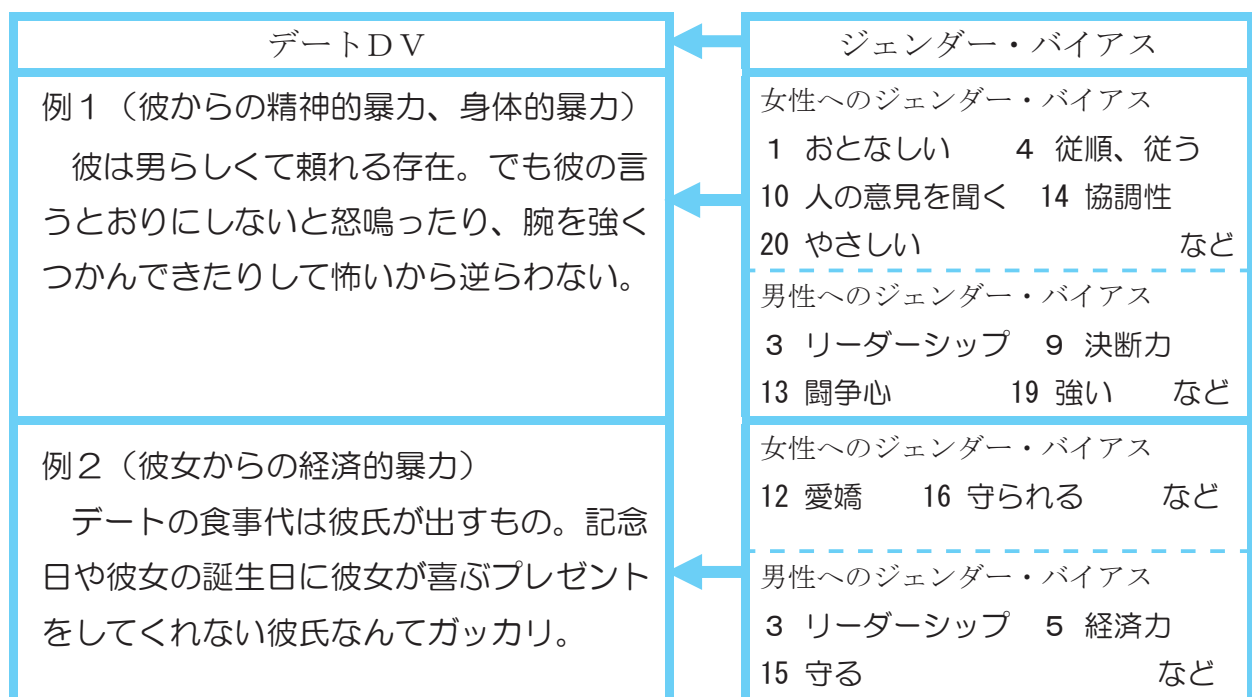 デートＤＶ
例１（彼からの精神的暴力、身体的暴力）
彼は男らしくて頼れる存在。でも彼の言
うとおりにしないと怒鳴ったり、腕を強く
つかんできたりして怖いから逆らわない。
例２（彼女からの経済的暴力）
デートの食事代は彼氏が出すもの。記念
日や彼女の誕生日に彼女が喜ぶプレゼント
をしてくれない彼氏なんてガッカリ。
ジェンダー・バイアス
女性へのジェンダー・バイアス
１ おとなしい　４ 従順、従う
10 人の意見を聞く　14 協調性
20 やさしい　など
男性へのジェンダー・バイアス
３ リーダーシップ　９ 決断力
13 闘争心　19 強い　など
女性へのジェンダー・バイアス
12 愛嬌　16 守られる　など
男性へのジェンダー・バイアス
３ リーダーシップ　５ 経済力
15 守る　など